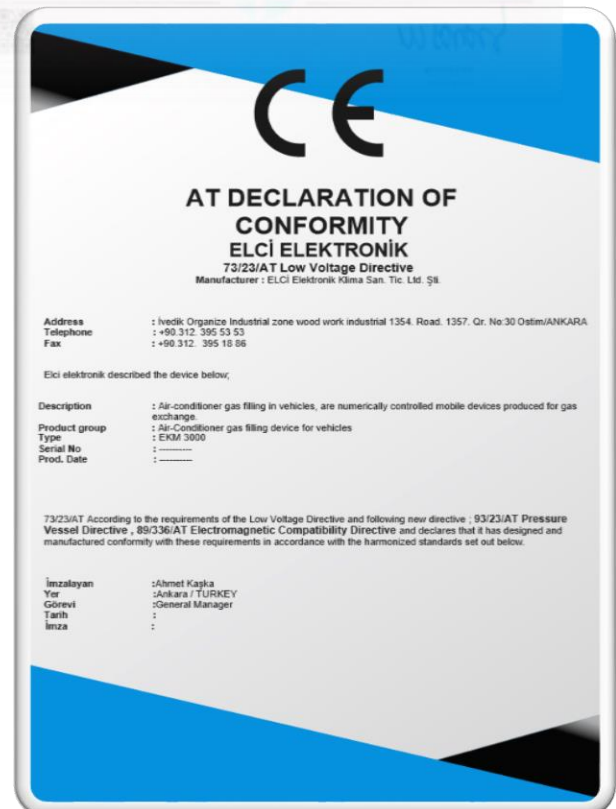 CE
AT DECLARATION OF
CONFORMITY
ELCİ ELEKTRONİK
73/23/AT Low Voltage Directive
Manufacturer : ELCİ Elektronik Klima San. Tic. Ltd. Şti.
Address : İvedik Organize Industrial zone wood work industrial 1354. Road. 1357. Qr. No:30 Ostim/ANKARA
Telephone : +90.312. 395 53 53
Fax : +90.312. 395 18 86
Elci elektronik described the device below;
Description : Air-conditioner gas filling in vehicles, are numerically controlled mobile devices produced for gas
exchange.
Product group : Air-Conditioner gas filling device for vehicles
Type : EKM 3000
Serial No : ----------
Prod. Date : ----------
73/23/AT According to the requirements of the Low Voltage Directive and following new directive ; 93/23/AT Pressure
Vessel Directive , 89/336/AT Electromagnetic Compatibility Directive and declares that it has designed and
manufactured conformity with these requirements in accordance with the harmonized standards set out below.
İmzalayan :Ahmet Kaşka
Yer :Ankara / TURKEY
Görevi :General Manager
Tarih :
İmza :